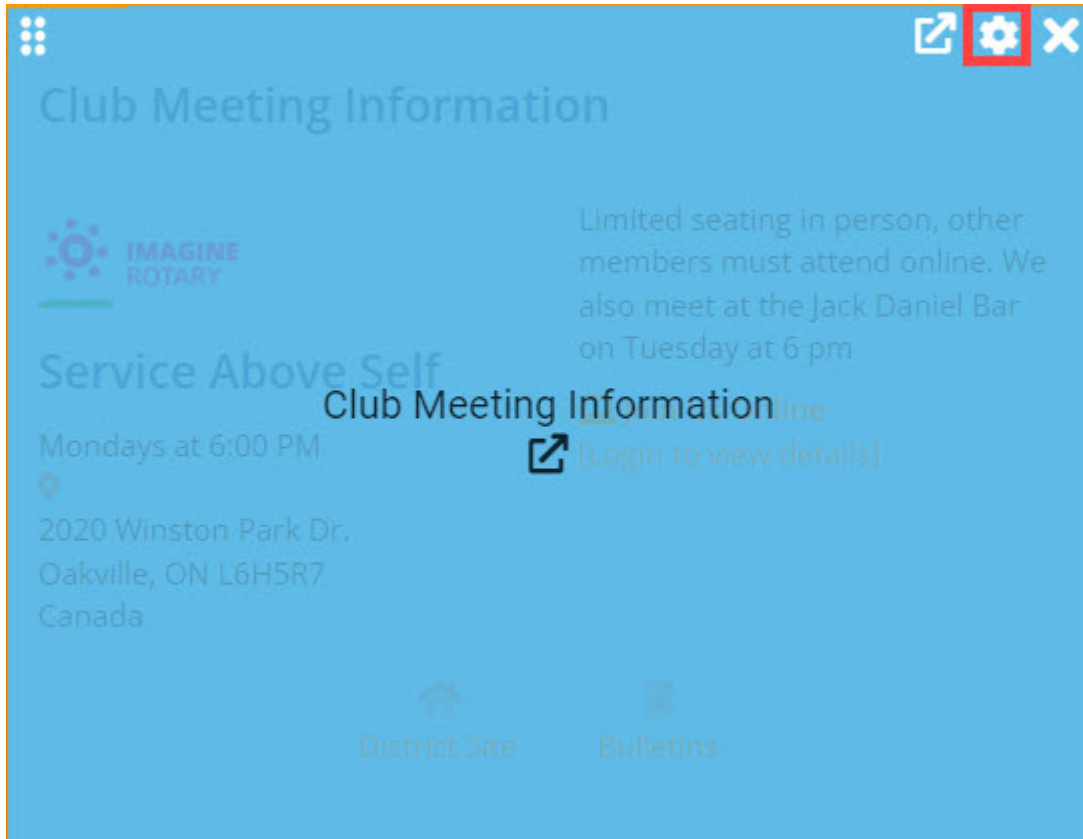 Club Meeting Information
IMAGINE
ROTARY
Limited seating in person, other
members must attend online. We
also meet at the Jack Daniel Bar
on Tuesday at 6 pm
Service Above Self
Club Meeting Information
Mondays at 6:00 PM
[Login to view details]
2020 Winston Park Dr.
Oakville, ON L6H5R7
Canada
District Site
Bulletins